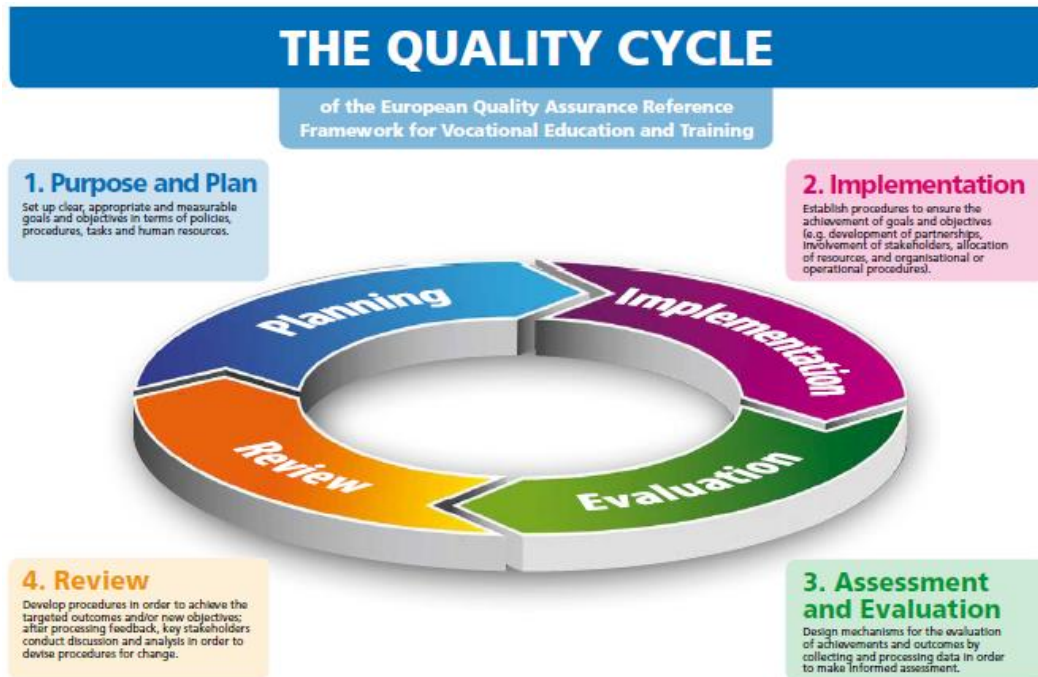 THE QUALITY CYCLE
of the European Quality Assurance Reference
Framework for Vocational Education and Training
1. Purpose and Plan
Set up clear, appropriate and measurable
goals and objectives in terms of policies,
procedures, tasks and human resources.
2. Implementation
Establish procedures to ensure the
achievement of goals and objectives
(e.g. development of partnerships,
involvement of stakeholders, allocation
of resources, and organisational or
operational procedures).
Planning
Implementation
Review
Evaluation
4. Review
Develop procedures in order to achieve the
targeted outcomes and/or new objectives;
after processing feedback, key stakeholders
conduct discussion and analysis in order to
devise procedures for change.
3. Assessment
and Evaluation
Design mechanisms for the evaluation
of achievements and outcomes by
collecting and processing data in order
to make informed assessment.